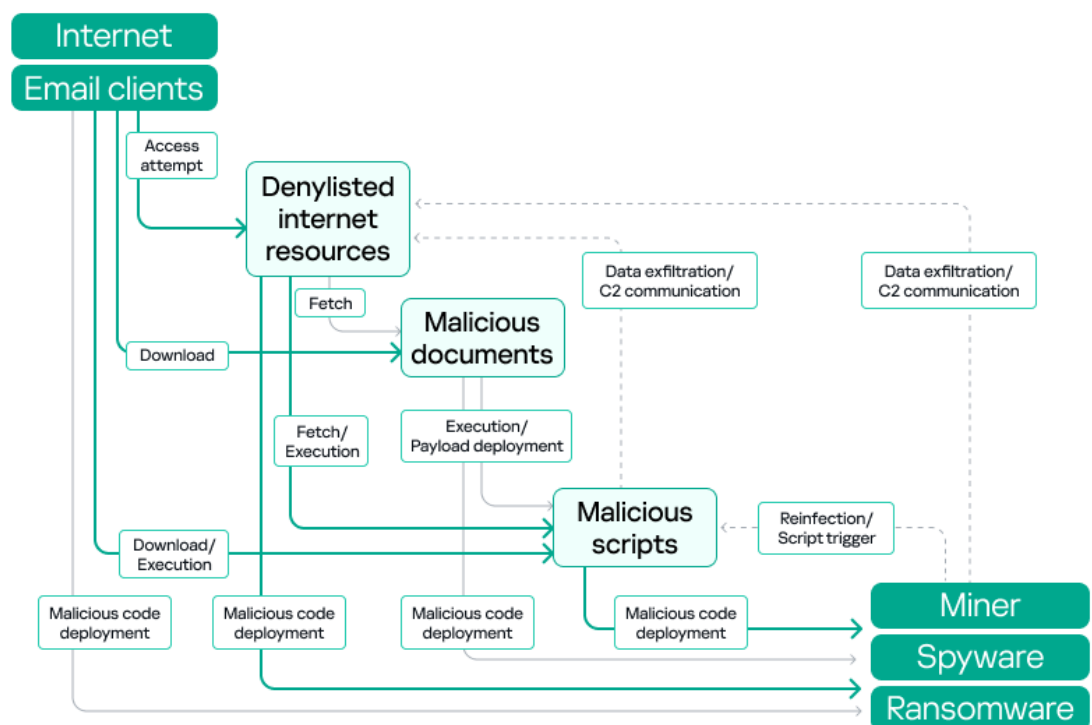 Internet
Email clients
Access
attempt
Denylisted
internet
resources
Data exfiltration/
C2 communication
Data exfiltration/
C2 communication
Fetch
Malicious
documents
Download
Fetch/
Execution
Execution/
Payload deployment
Malicious
scripts
Reinfection/
Script trigger
Download/
Execution
Malicious code
deployment
Malicious code
deployment
Malicious code
deployment
Malicious code
deployment
Miner
Spyware
Ransomware